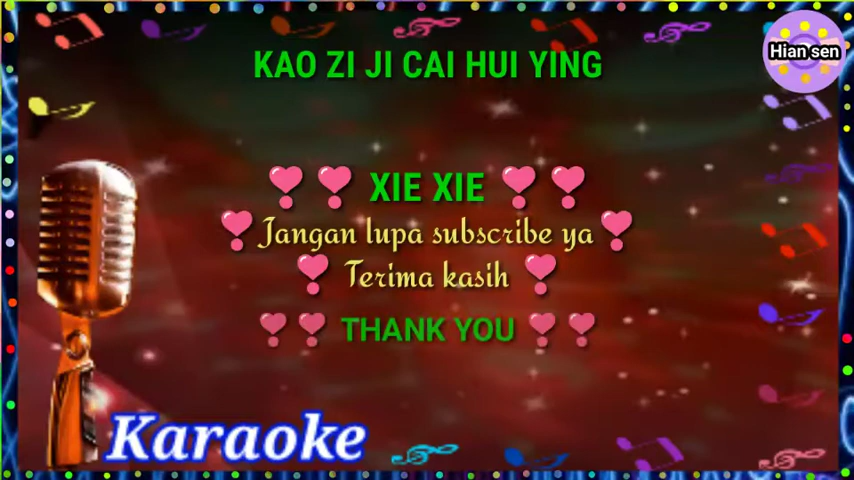 KAO ZI JI CAI HUI YING
Hian sen
XIE XIE
Jangan lupa subscribe ya
Terima kasih
THANK YOU
Karaoke